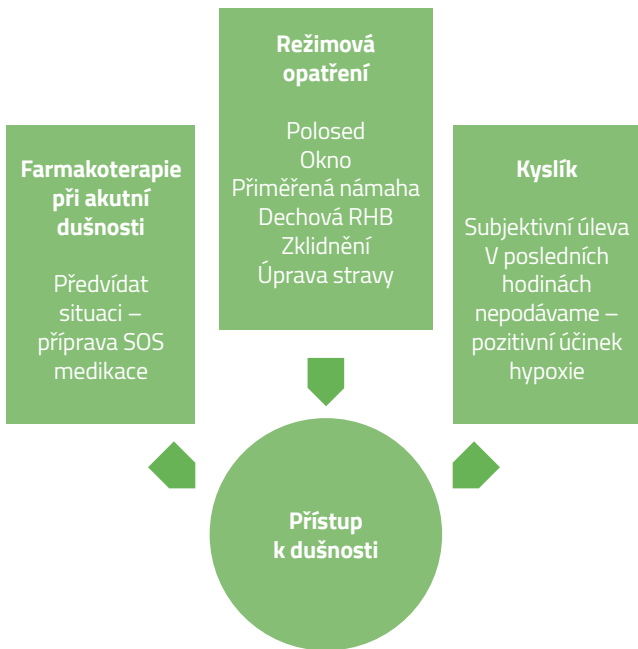 Farmakoterapie
při akutní
dušnosti
Předvídat
situaci –
příprava SOS
medikace
Režimová
opatření
Polosed
Okno
Přiměřená námaha
Dechová RHB
Zklidnění
Úprava stravy
Kyslík
Subjektivní úleva
V posledních
hodinách
nepodávame –
pozitivní účinek
hypoxie
Přístup
k dušnosti